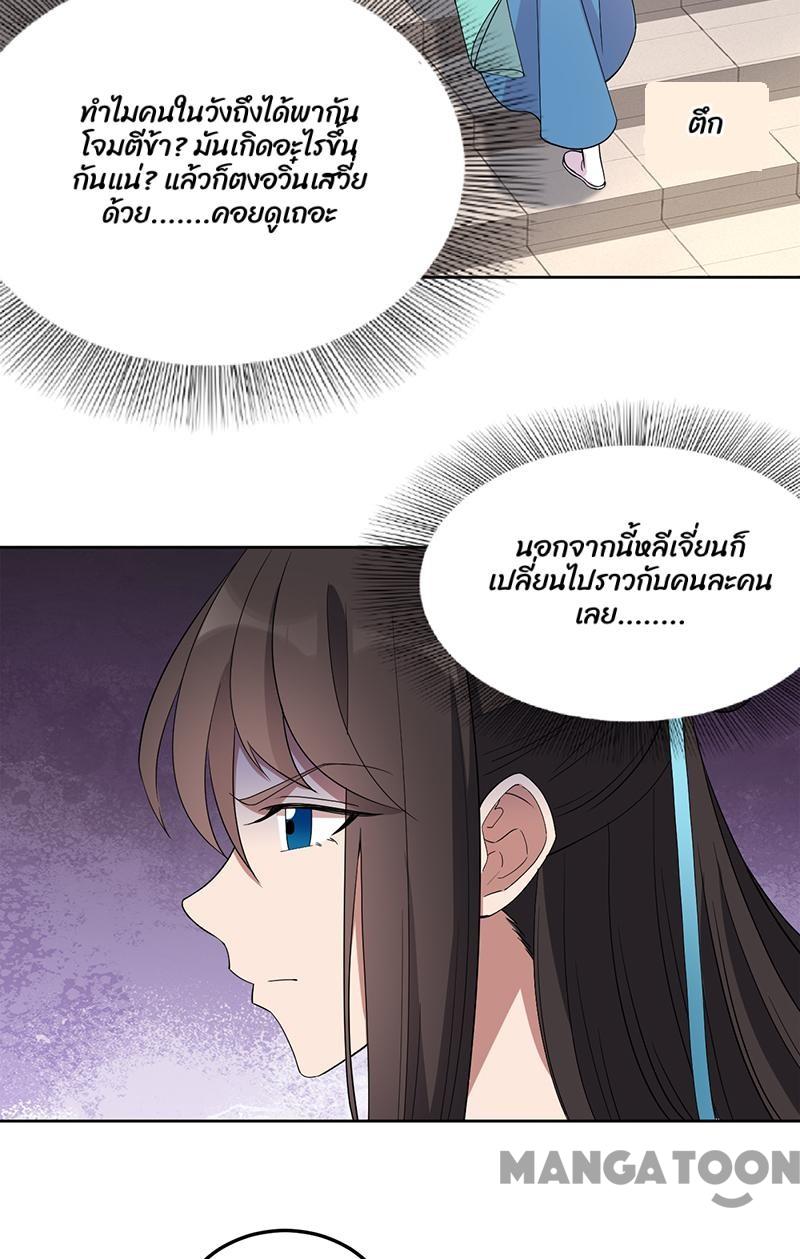 ทำไมคนในวังถึงได้พากัน
โจมตีข้า? มันเกิดอะไรขึ้น
กันแน่? แล้วก็ตงอวิ๋นเสวี่ย
ด้วย.......คอยดูเถอะ
ตึก
นอกจากนี้หลีเจี่ยนก็
เปลี่ยนไปราวกับคนละคน
เลย........
MANGATOON